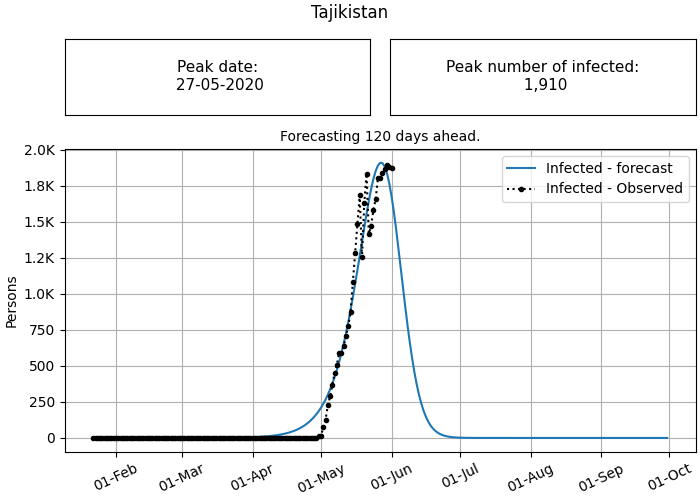 Tajikistan
Peak date:
27-05-2020
Peak number of infected:
1,910
Forecasting 120 days ahead.
2.0K
1.8K
1.5K
1.2K
1.0K
750
500
250
0
Persons
Infected - forecast
Infected - Observed
01-Feb
01-Mar
01-Apr
01-May
01-Jun
01-Jul
01-Aug
01-Sep
01-Oct